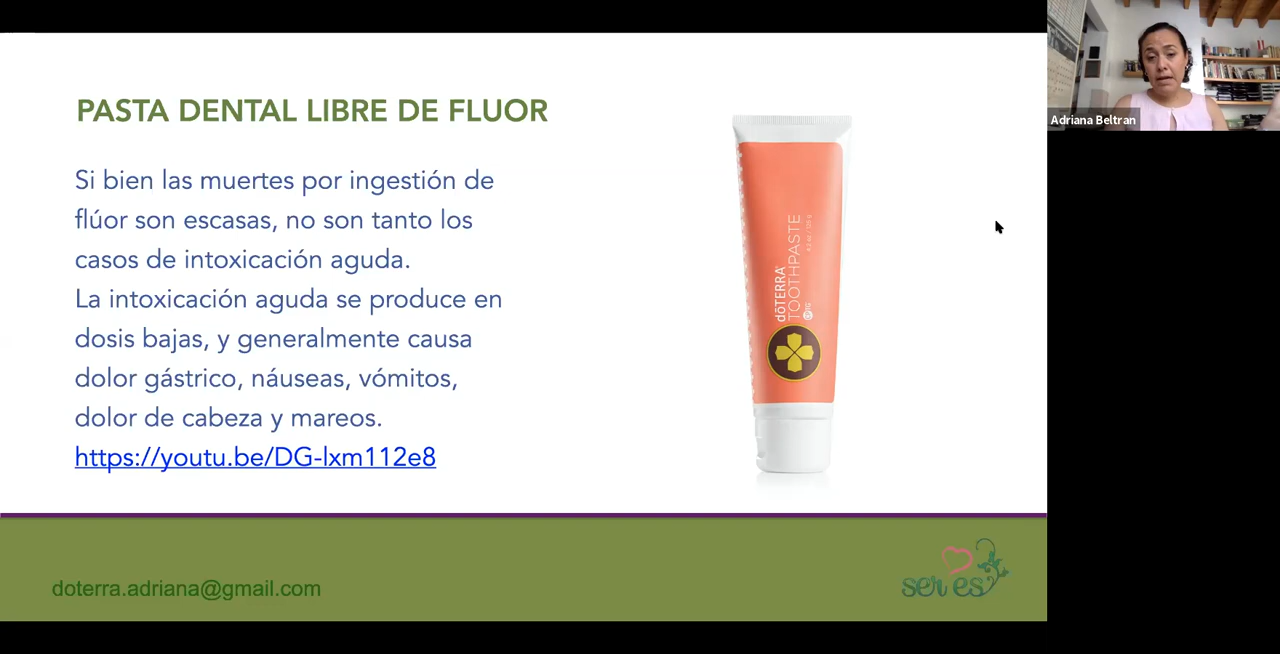 PASTA DENTAL LIBRE DE FLUOR
Si bien las muertes por ingestión de
flúor son escasas, no son tanto los
casos de intoxicación aguda.
La intoxicación aguda se produce en
dosis bajas, y generalmente causa
dolor gástrico, náuseas, vómitos,
dolor de cabeza y mareos.
https://youtu.be/DG-lxm112e8
dōTERRA
TOOTHPASTE
doterra.adriana@gmail.com
ser es
Adriana Beltran